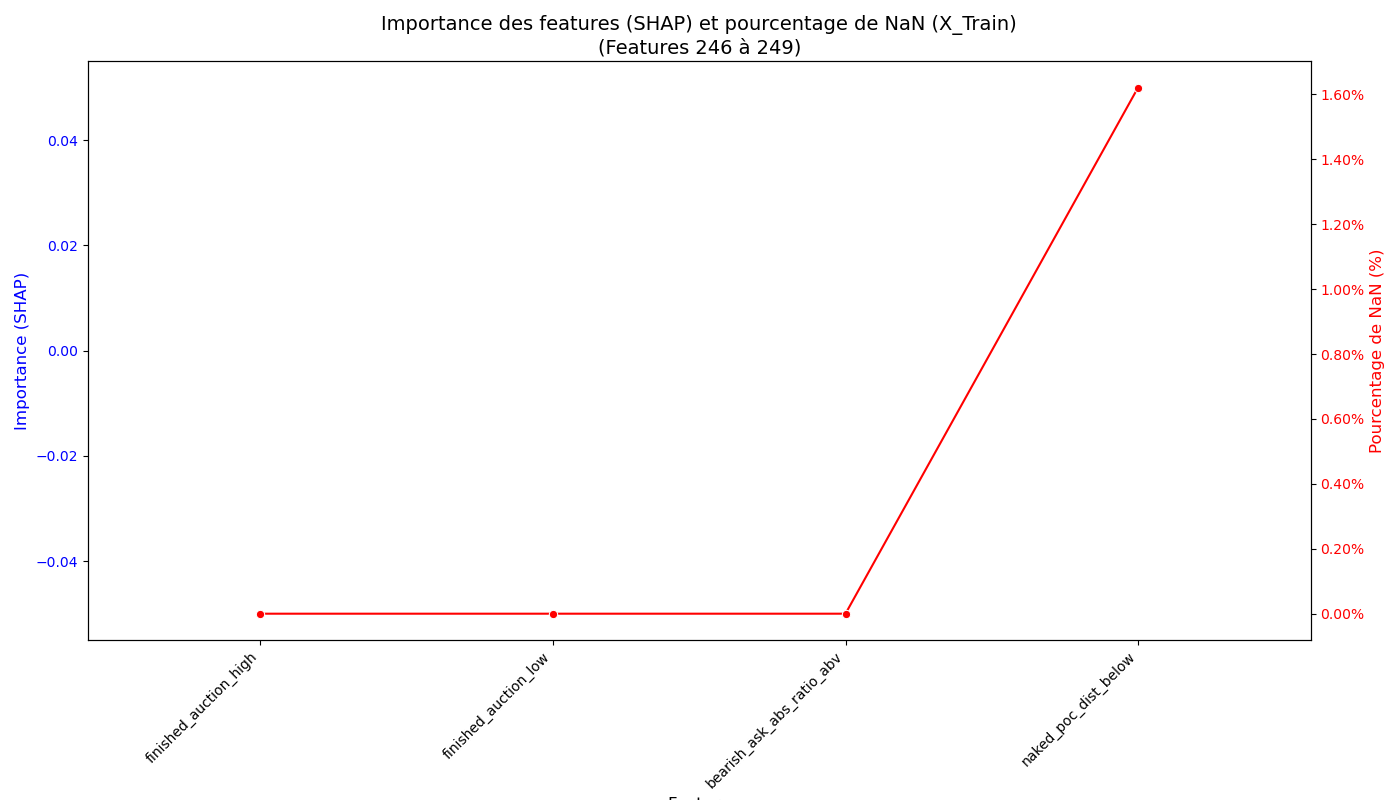 Importance des features (SHAP) et pourcentage de NaN (X_Train)
(Features 246 à 249)
Importance (SHAP)
0.04
0.02
0.00
−0.02
−0.04
1.60%
1.40%
1.20%
1.00%
0.80%
0.60%
0.40%
0.20%
0.00%
Pourcentage de NaN (%)
finished_auction_high
finished_auction_low
bearish_ask_abs_ratio_abv
naked_poc_dist_below